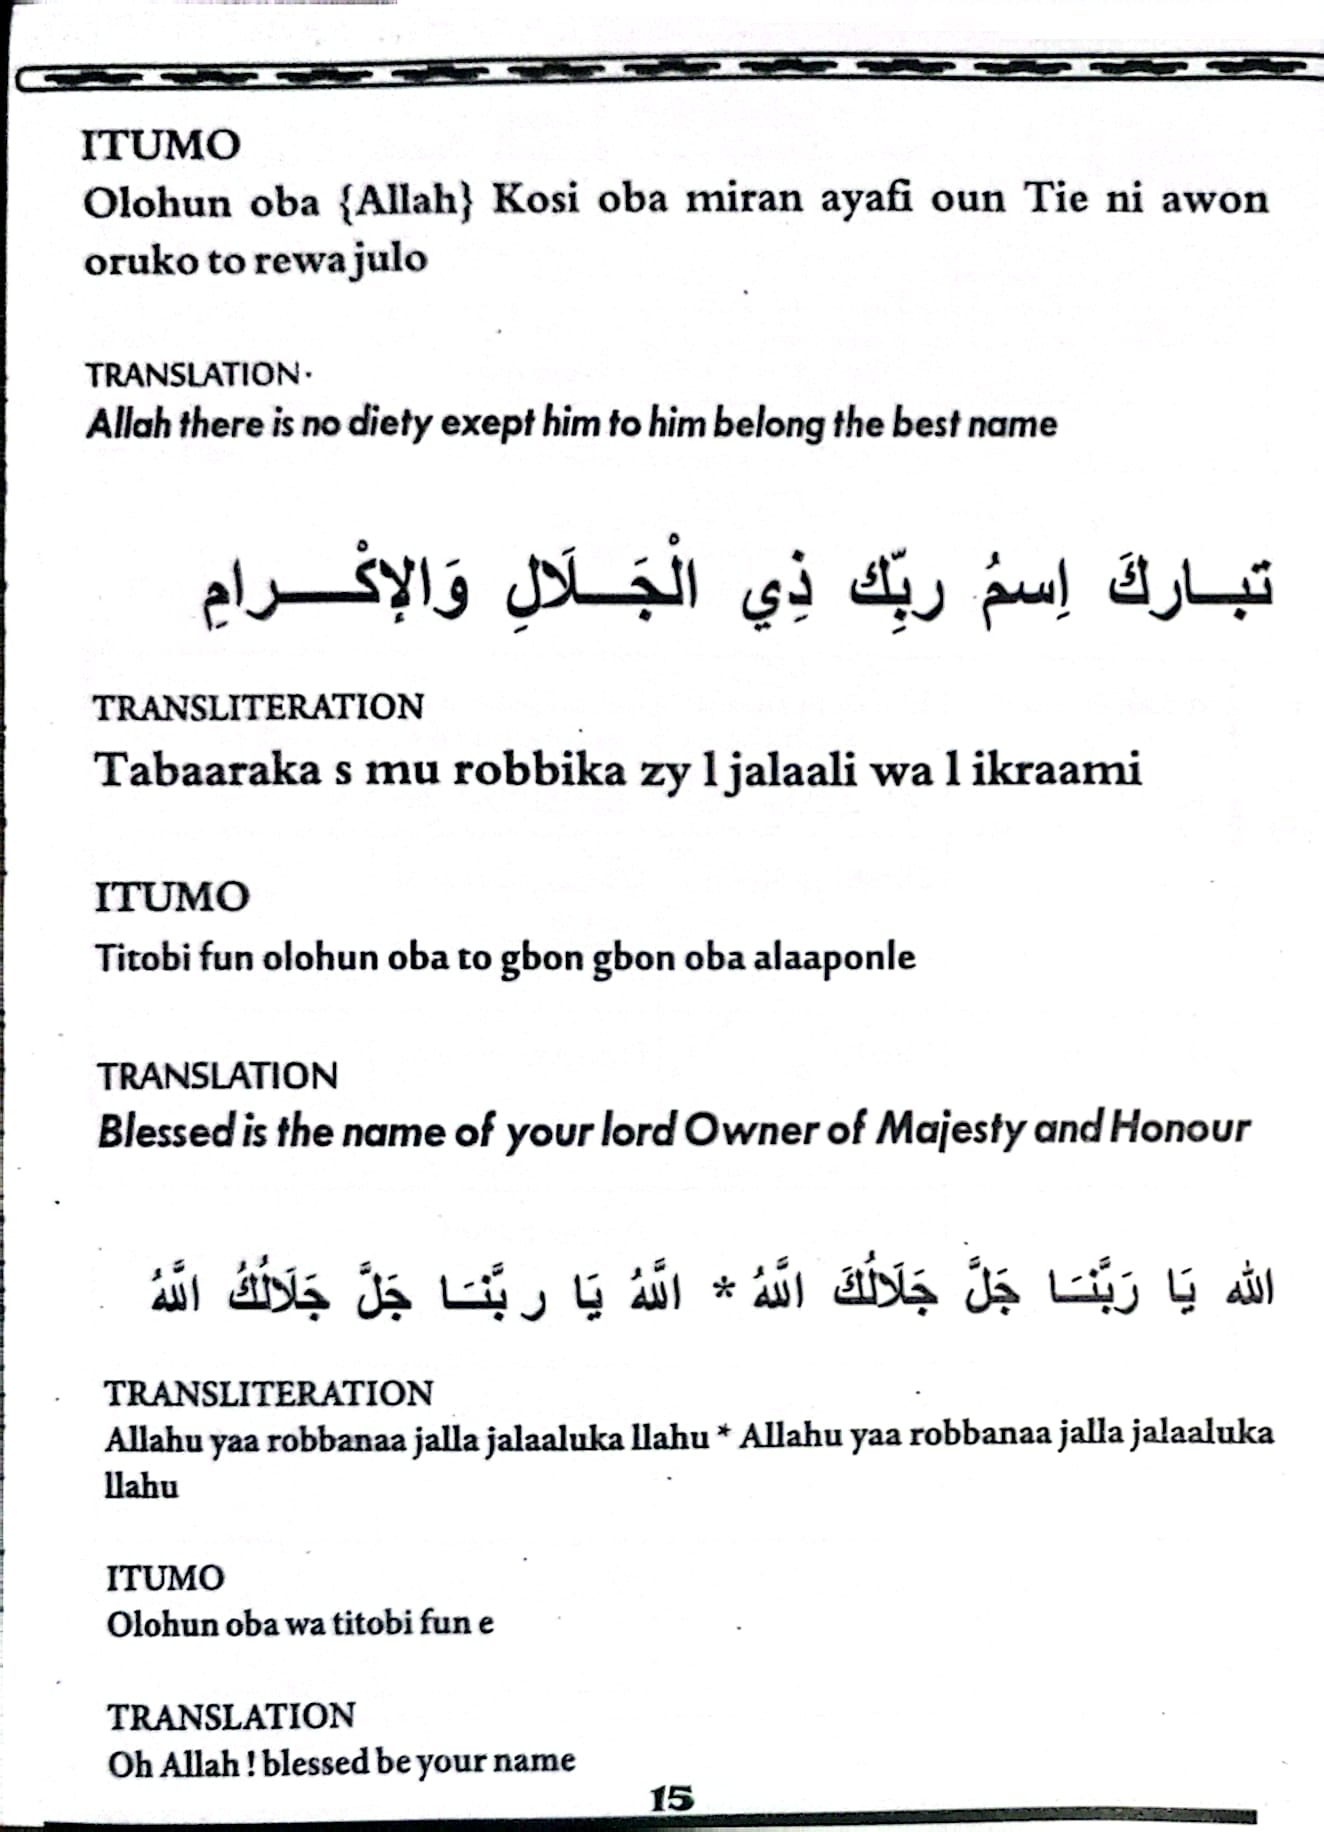 ITUMO
Olohun oba {Allah} Kosi oba miran ayafi oun Tie ni awon
oruko to rewa julo
TRANSLATION.
Allah there is no diety exept him to him belong the best name
تبـاركَ اِسمُ ربِّك ذِي الْجَـلَالِ وَالإكْـرامِ
TRANSLITERATION
Tabaaraka s mu robbika zy l jalaali wa l ikraami
ITUMO
Titobi fun olohun oba to gbon gbon oba alaaponle
TRANSLATION
Blessed is the name of your lord Owner of Majesty and Honour
الله يَا رَبَّنَـا جَلَّ جَلَالُكَ اللَّهُ * اللَّهُ يَا ربَّنَـا جَلَّ جَلَالُكُ اللَّهُ
TRANSLITERATION
Allahu yaa robbanaa jalla jalaaluka llahu * Allahu yaa robbanaa jalla jalaaluka
llahu
ITUMO
Olohun oba wa titobi fun e
TRANSLATION
Oh Allah ! blessed be your name
15